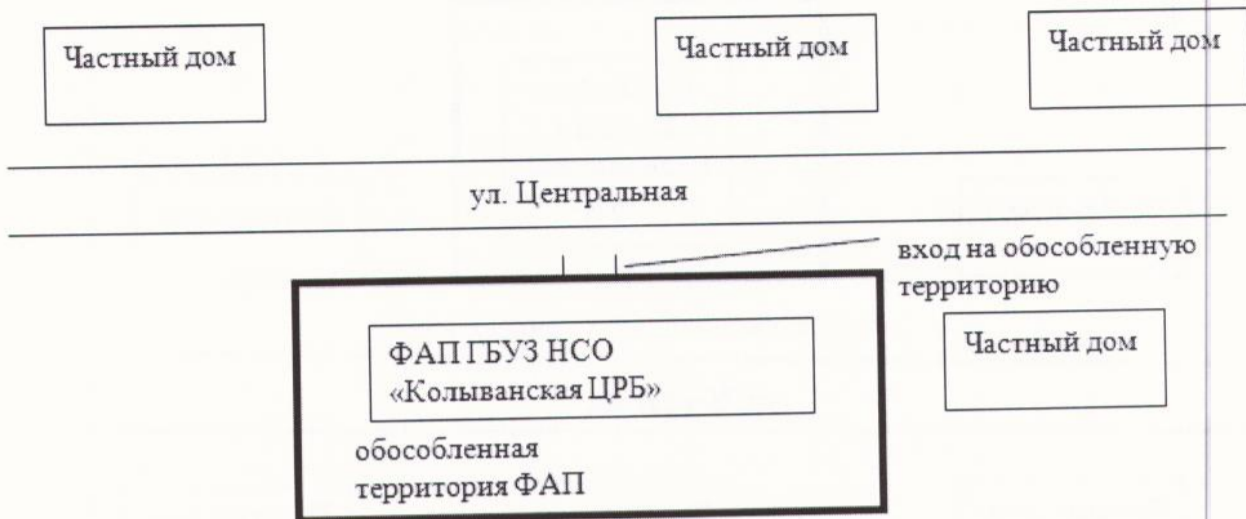 Частный дом
Частный дом
Частный дом
ул. Центральная
вход на обособленную
территорию
ФАП ГБУЗ НСО
«Колыванская ЦРБ»
Частный дом
обособленная
территория ФАП